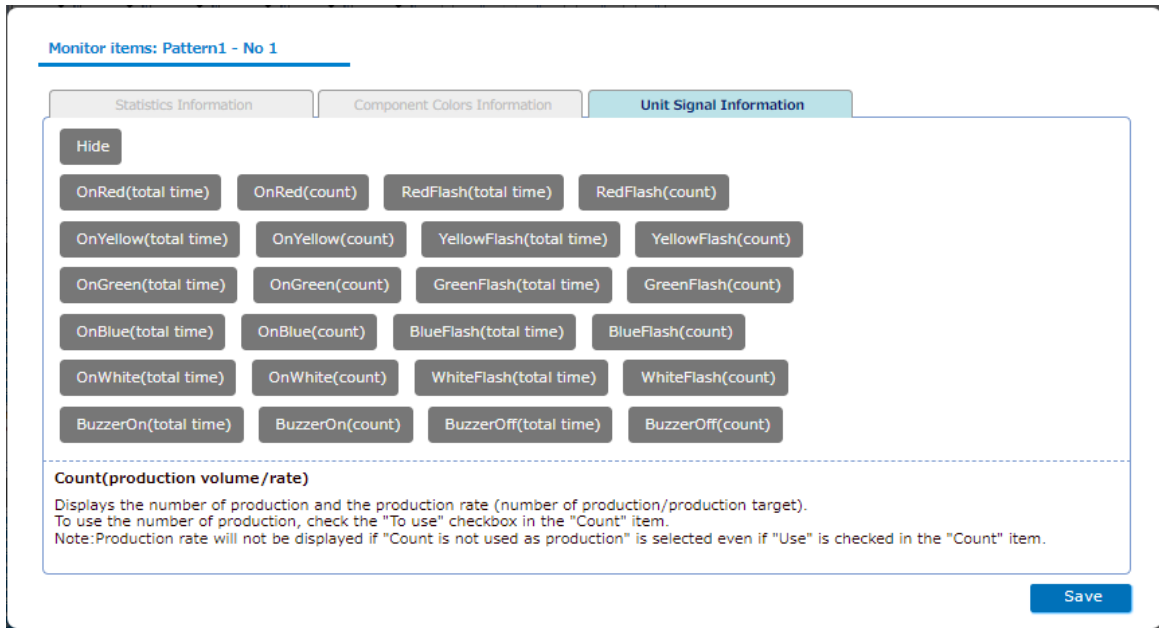 Monitor items: Pattern1 - No 1
Statistics Information Component Colors Information Unit Signal Information
Hide
OnRed(total time) OnRed(count) RedFlash(total time) RedFlash(count)
OnYellow(total time) OnYellow(count) YellowFlash(total time) YellowFlash(count)
OnGreen(total time) OnGreen(count) GreenFlash(total time) GreenFlash(count)
OnBlue(total time) OnBlue(count) BlueFlash(total time) BlueFlash(count)
OnWhite(total time) OnWhite(count) WhiteFlash(total time) WhiteFlash(count)
BuzzerOn(total time) BuzzerOn(count) BuzzerOff(total time) BuzzerOff(count)
Count(production volume/rate)
Displays the number of production and the production rate (number of production/production target).
To use the number of production, check the "To use" checkbox in the "Count" item.
Note:Production rate will not be displayed if "Count is not used as production" is selected even if "Use" is checked in the "Count" item.
Save